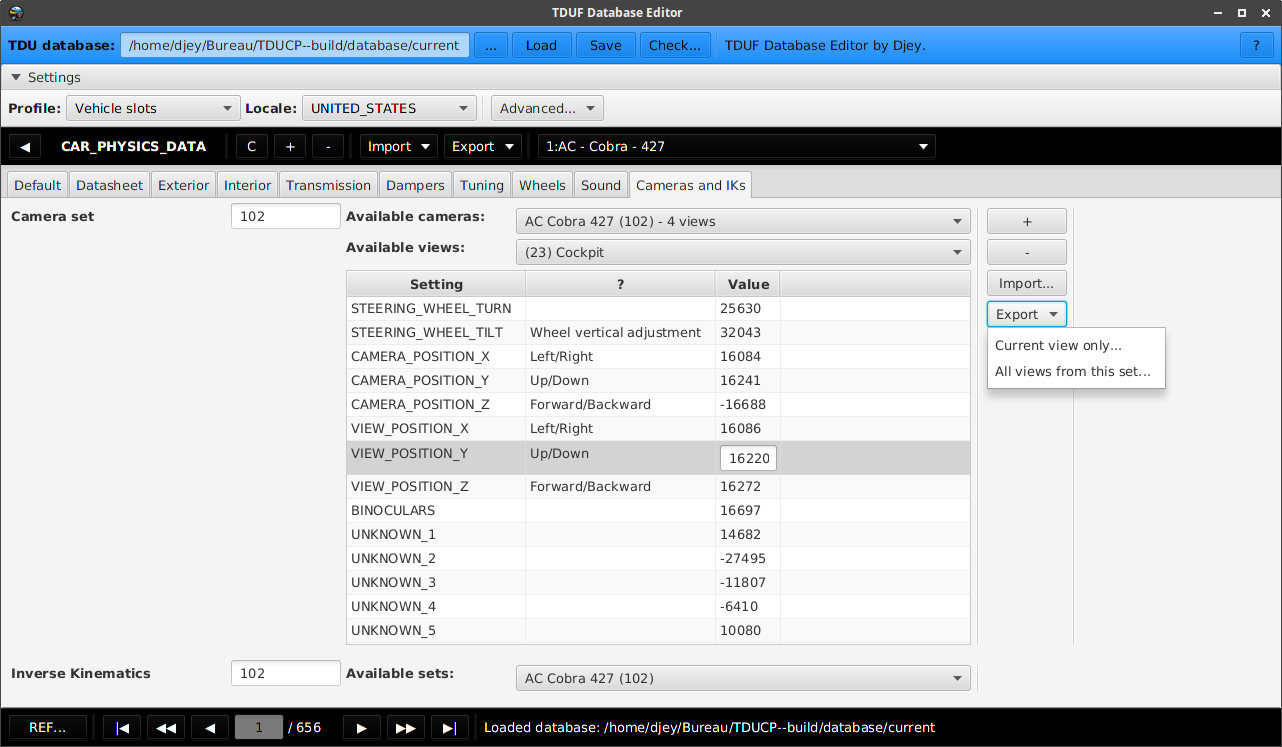 TDUF Database Editor
TDU database: /home/djey/Bureau/TDUCP--build/database/current ... Load Save Check... TDUF Database Editor by Djey. ?
Settings
Profile: Vehicle slots Locale: UNITED_STATES Advanced...
CAR_PHYSICS_DATA C + - Import Export 1:AC - Cobra - 427
Default Datasheet Exterior Interior Transmission Dampers Tuning Wheels Sound Cameras and IKs
Camera set 102 Available cameras: AC Cobra 427 (102) - 4 views +
Available views: (23) Cockpit -
Setting ? Value Import...
STEERING_WHEEL_TURN 25630 Export
STEERING_WHEEL_TILT Wheel vertical adjustment 32043
CAMERA_POSITION_X Left/Right 16084 Current view only...
CAMERA_POSITION_Y Up/Down 16241 All views from this set...
CAMERA_POSITION_Z Forward/Backward -16688
VIEW_POSITION_X Left/Right 16086
VIEW_POSITION_Y Up/Down 16220
VIEW_POSITION_Z Forward/Backward 16272
BINOCULARS 16697
UNKNOWN_1 14682
UNKNOWN_2 -27495
UNKNOWN_3 -11807
UNKNOWN_4 -6410
UNKNOWN_5 10080
Inverse Kinematics 102 Available sets: AC Cobra 427 (102)
REF... 1 / 656 Loaded database: /home/djey/Bureau/TDUCP--build/database/current